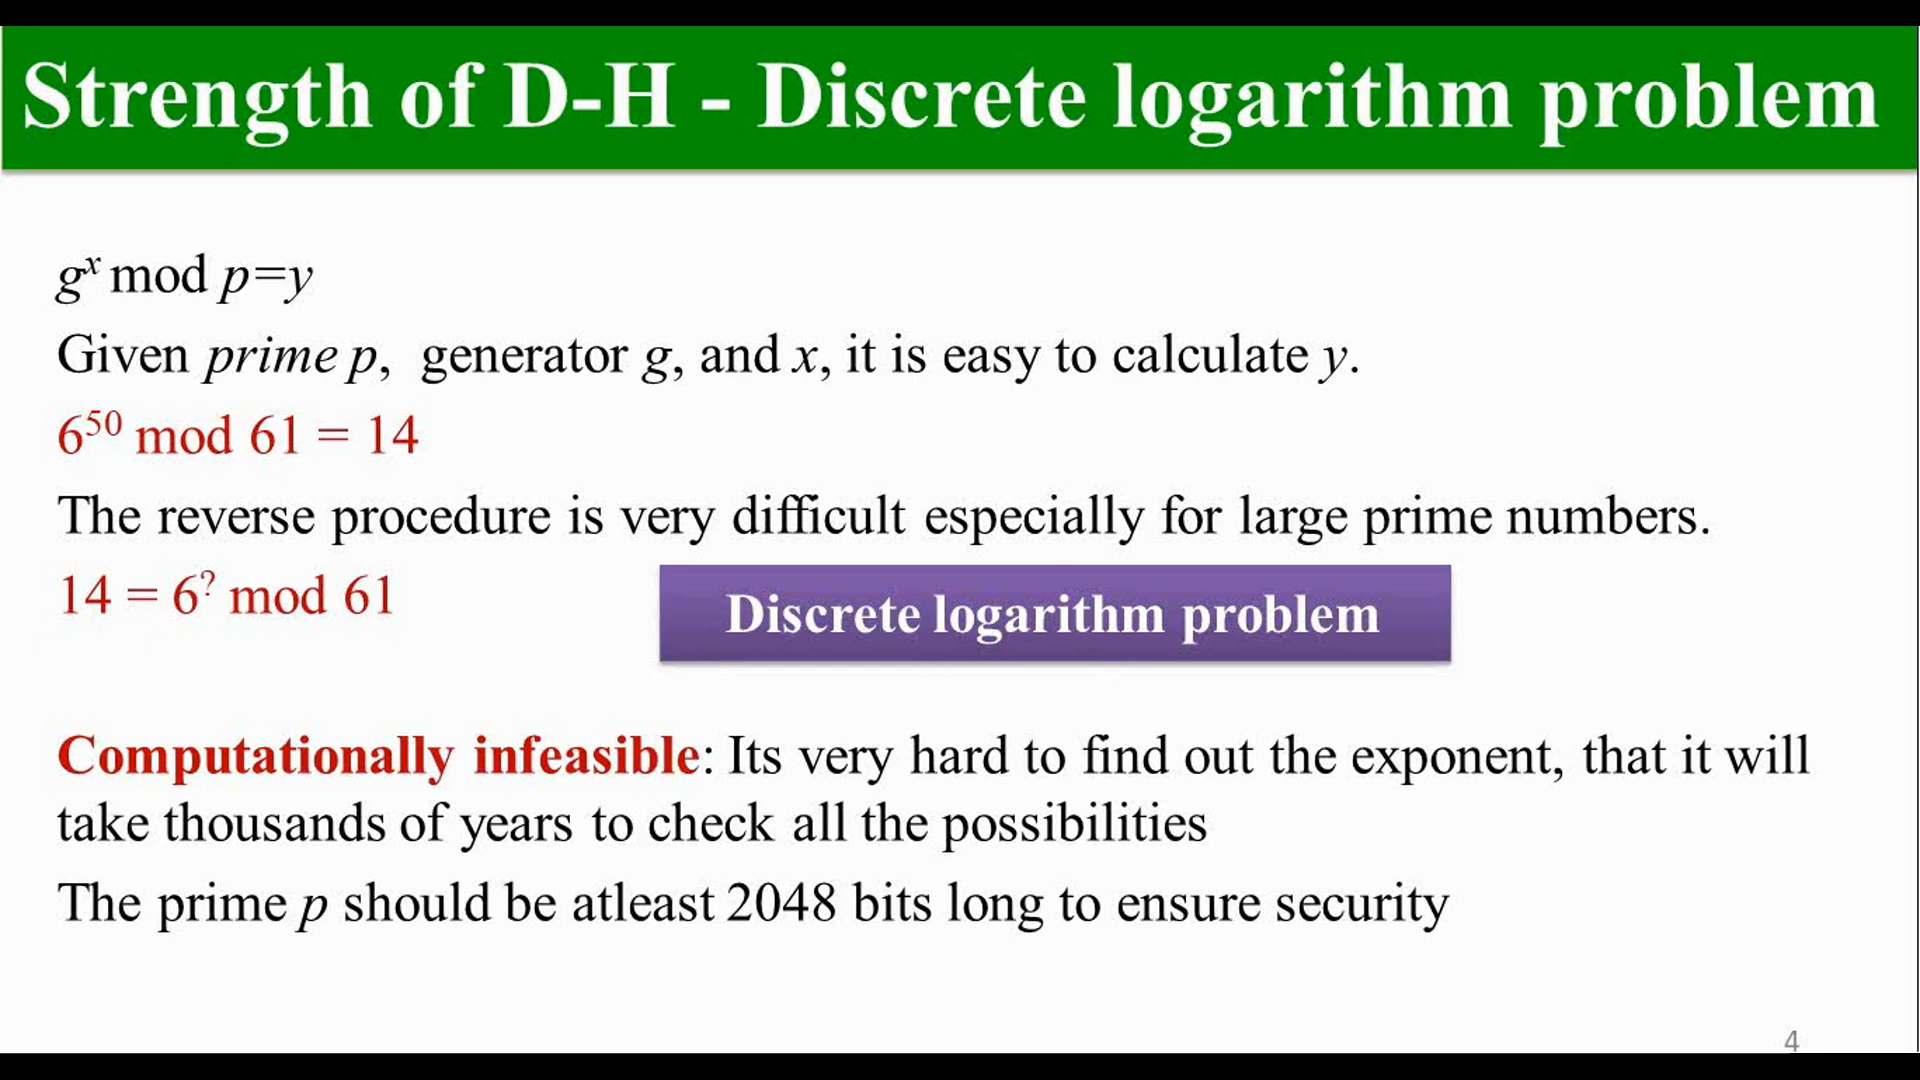 Strength of D-H - Discrete logarithm problem
gˣ mod p=y
Given prime p, generator g, and x, it is easy to calculate y.
6⁵⁰ mod 61 = 14
The reverse procedure is very difficult especially for large prime numbers.
14 = 6^? mod 61
Discrete logarithm problem
Computationally infeasible: Its very hard to find out the exponent, that it will
take thousands of years to check all the possibilities
The prime p should be atleast 2048 bits long to ensure security
4